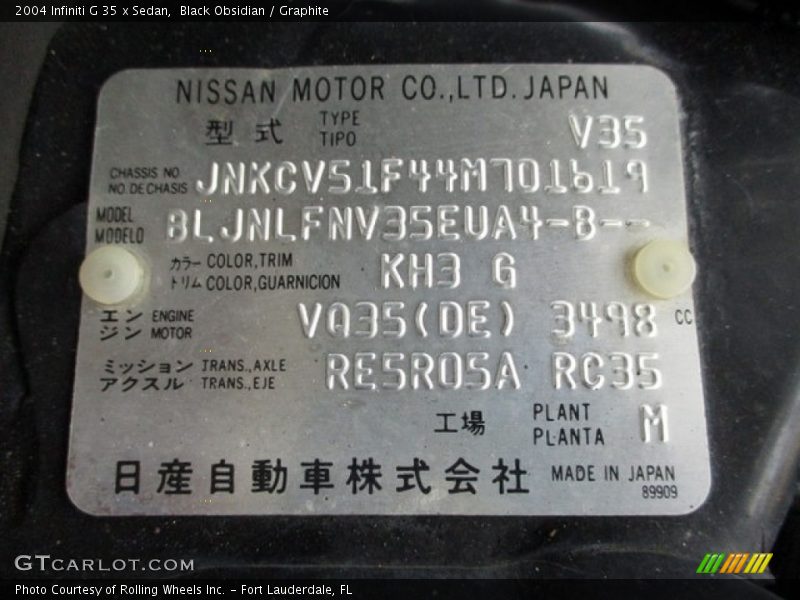 2004 Infiniti G 35 x Sedan,  Black Obsidian / Graphite
NISSAN MOTOR CO.,LTD. JAPAN
型式 TYPE TIPO V35
CHASSIS NO. NO. DE CHASIS JNKCV51F44M701619
MODEL MODELO BLJNLFNV35EUA4-B--
カラー COLOR,TRIM
トリム COLOR,GUARNICION KH3 G
エン ENGINE
ジン MOTOR VQ35(DE) 3498 CC
ミッション TRANS.,AXLE
アクスル TRANS.,EJE RE5R05A RC35
工場 PLANT PLANTA M
日産自動車株式会社 MADE IN JAPAN
89909
GTCARLOT.COM
Photo Courtesy of Rolling Wheels Inc. – Fort Lauderdale, FL